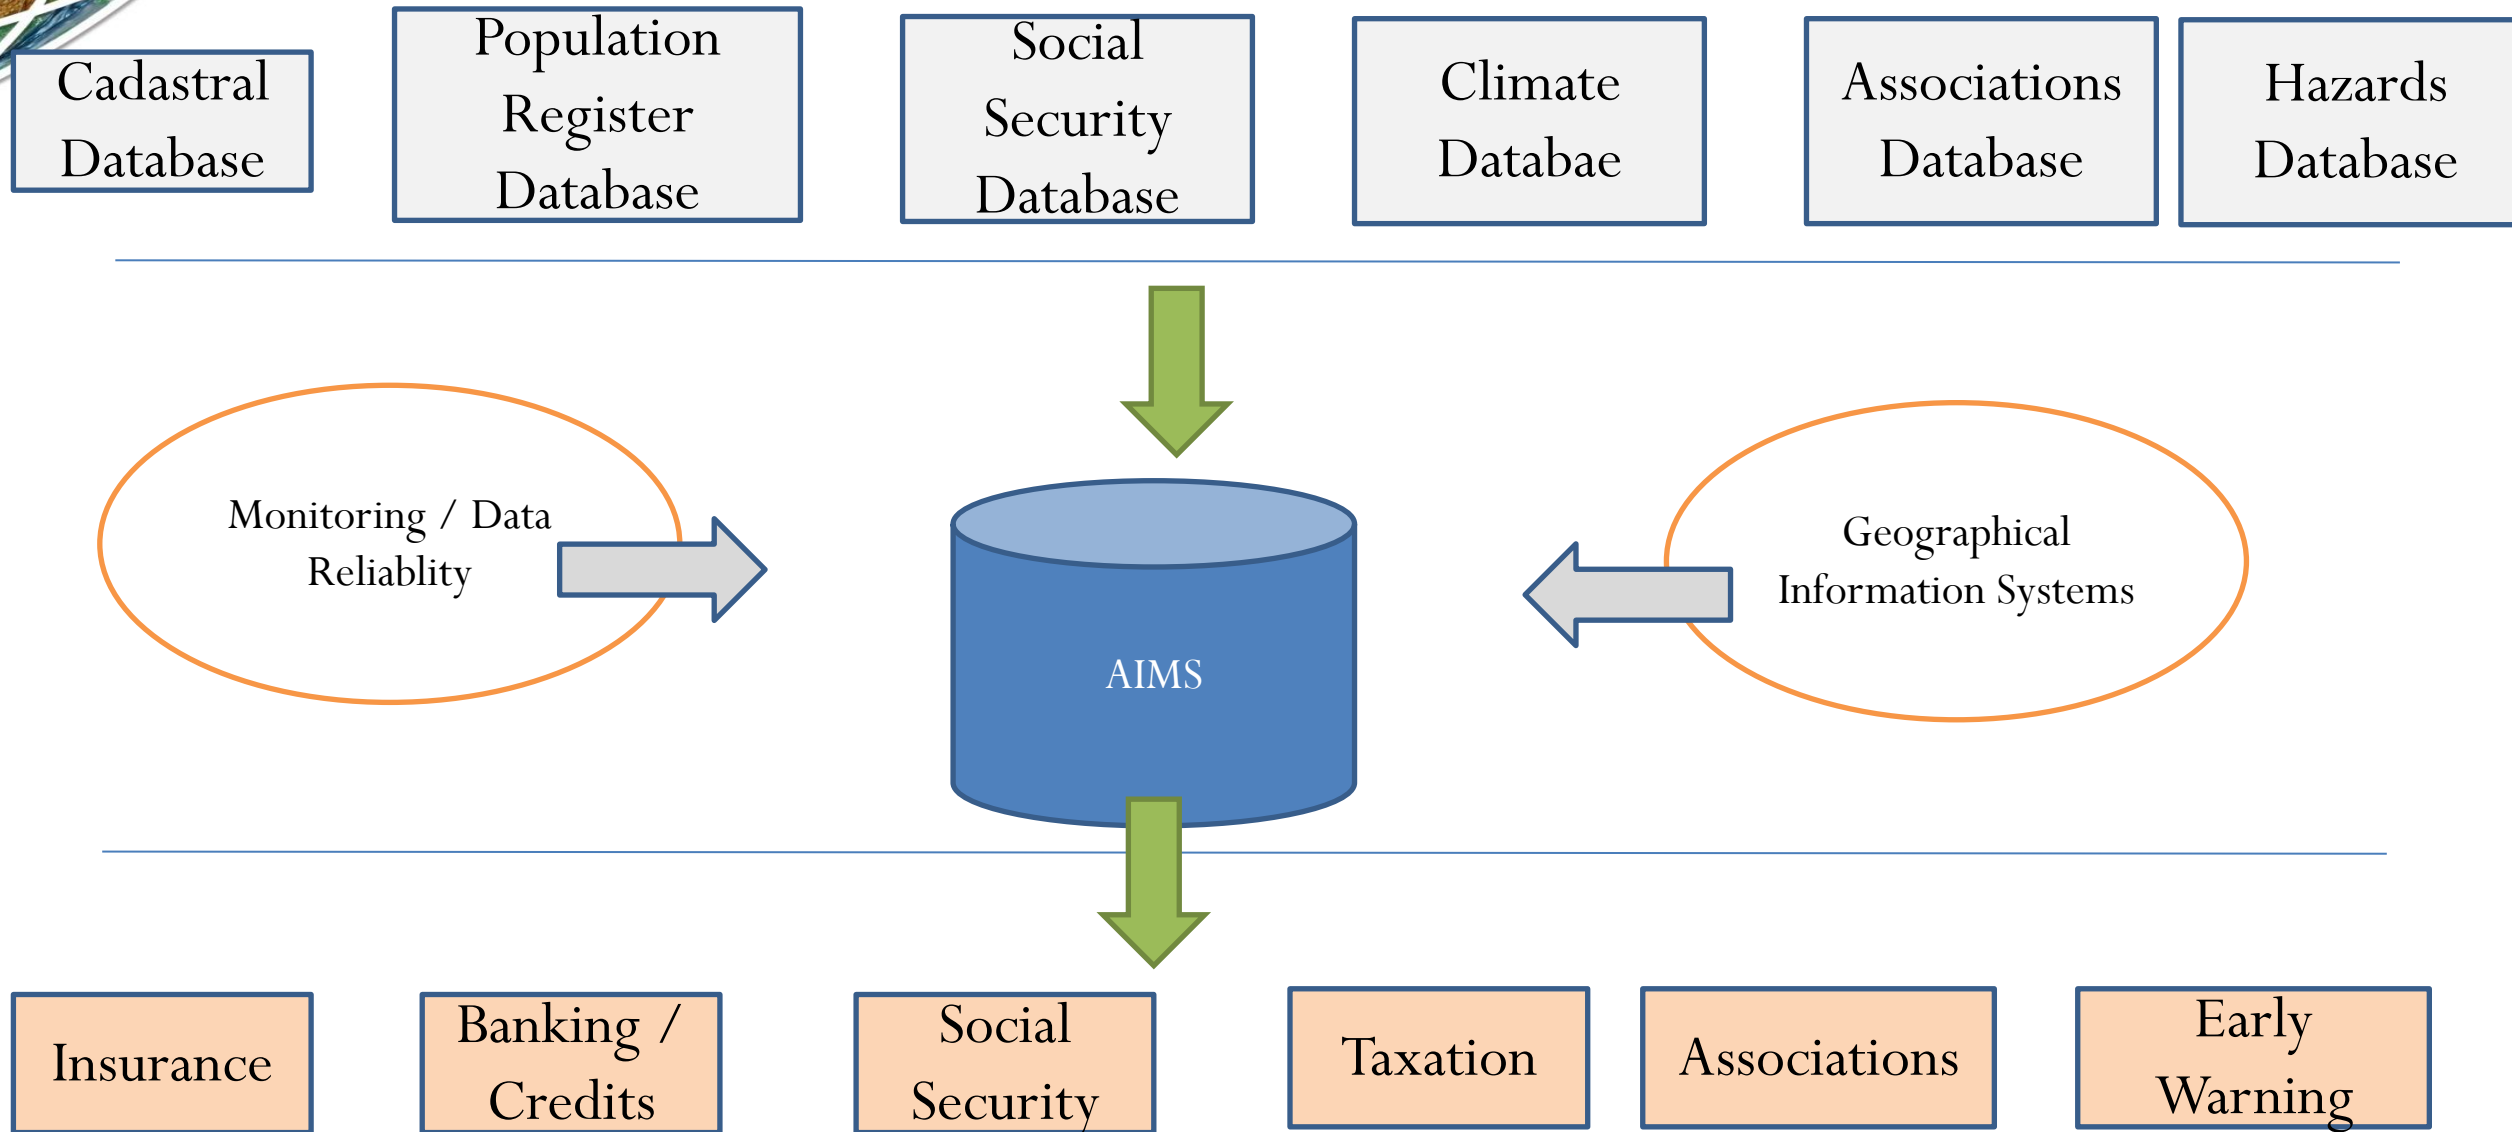 Cadastral
Database
Population
Register
Database
Social
Security
Database
Climate
Database
Associations
Database
Hazards
Database
Monitoring / Data
Reliablity
Geographical
Information Systems
AIMS
Insurance
Banking /
Credits
Social
Security
Taxation
Associations
Early
Warning